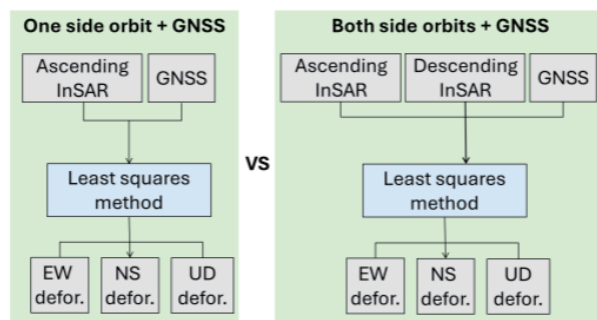 One side orbit + GNSS
Ascending
InSAR
GNSS
Least squares
method
EW
defor.
NS
defor.
UD
defor.
VS
Both side orbits + GNSS
Ascending
InSAR
Descending
InSAR
GNSS
Least squares
method
EW
defor.
NS
defor.
UD
defor.